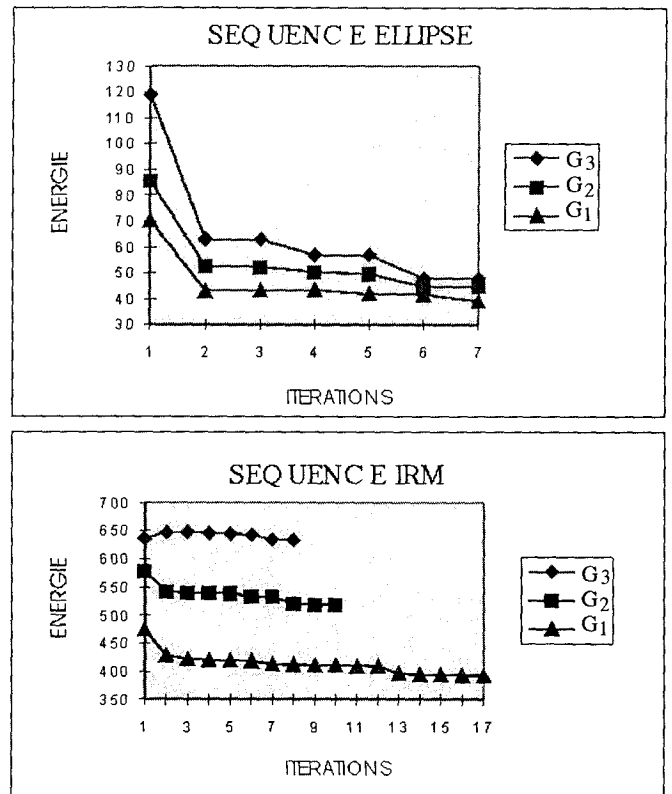 SEQUENCE ELLIPSE
130
120
110
100
90
80
70
60
50
40
30
ENERGIE
1 2 3 4 5 6 7
ITERATIONS
G3
G2
G1
SEQUENCE IRM
700
650
600
550
500
450
400
350
ENERGIE
1 3 5 7 9 11 13 15 17
ITERATIONS
G3
G2
G1